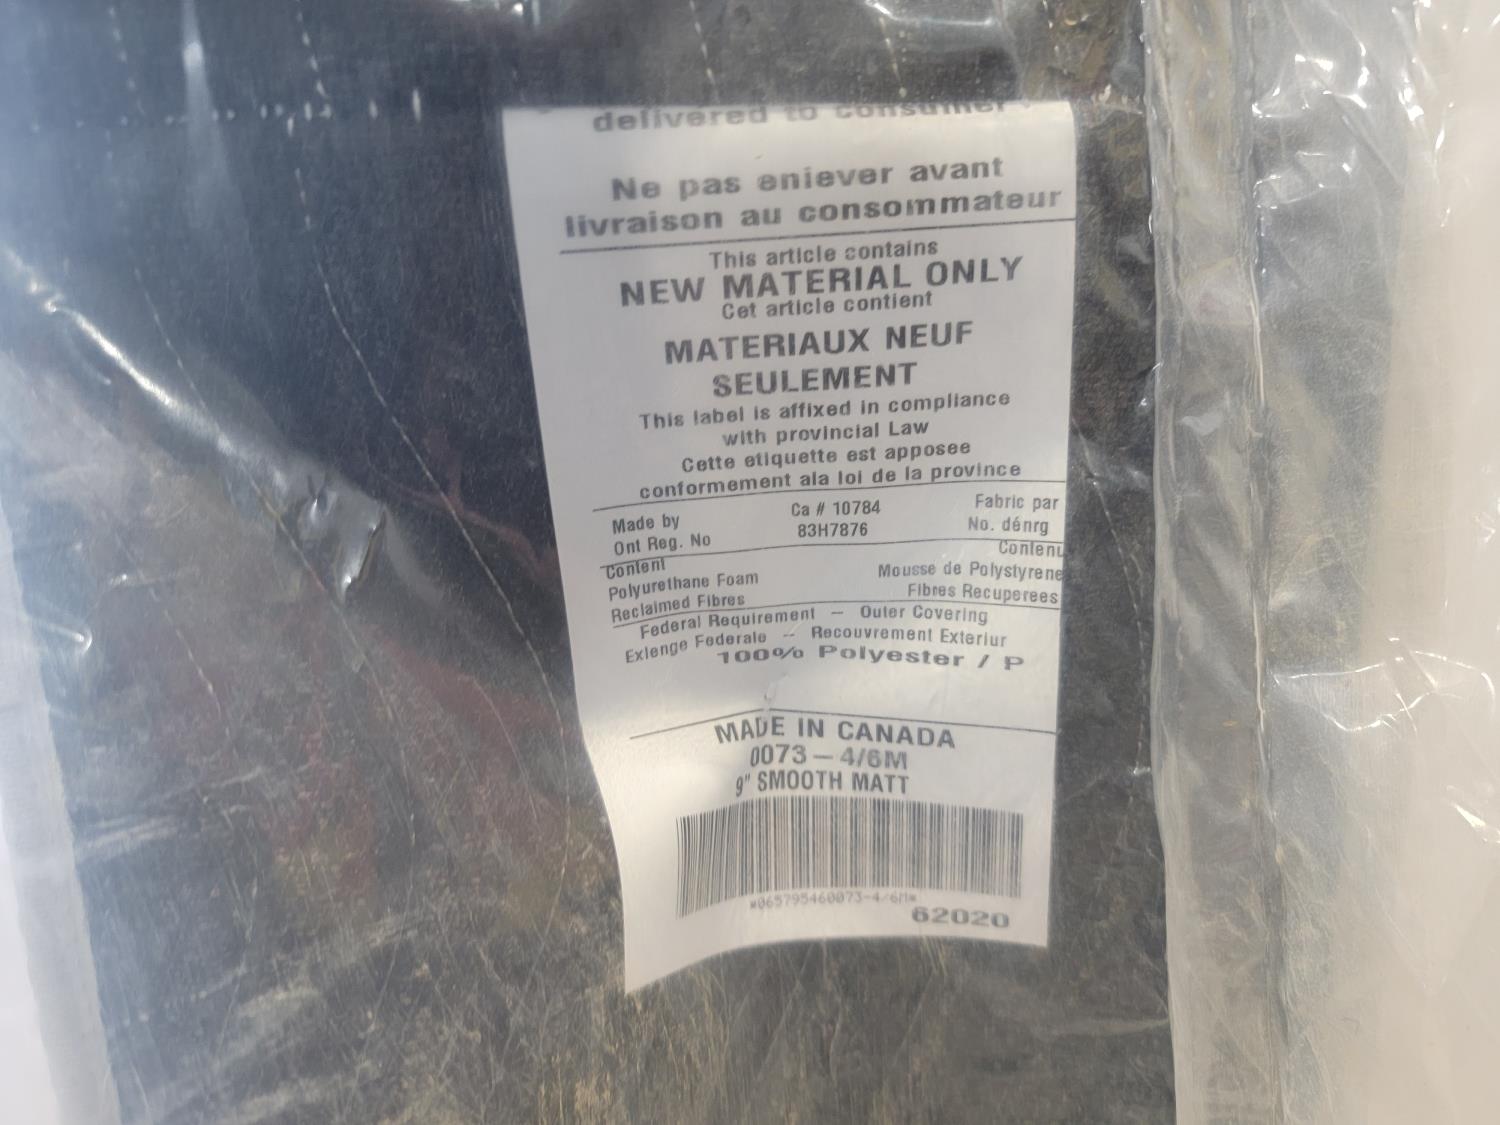 delivered to consumer
Ne pas eniever avant
livraison au consommateur
This article contains
NEW MATERIAL ONLY
Cet article contient
MATERIAUX NEUF
SEULEMENT
This label is affixed in compliance
with provincial Law
Cette etiquette est apposee
conformement ala loi de la province
Made by Ca # 10784 Fabric par
Ont Reg. No 83H7876 No. dénrg
Content Contenu
Polyurethane Foam Mousse de Polystyrene
Reclaimed Fibres Fibres Recuperees
Federal Requirement – Outer Covering
Exlenge Federale -- Recouvrement Exteriur
100% Polyester / P
MADE IN CANADA
0073 – 4/6M
9" SMOOTH MATT
*065795460073-4/6M*
62020